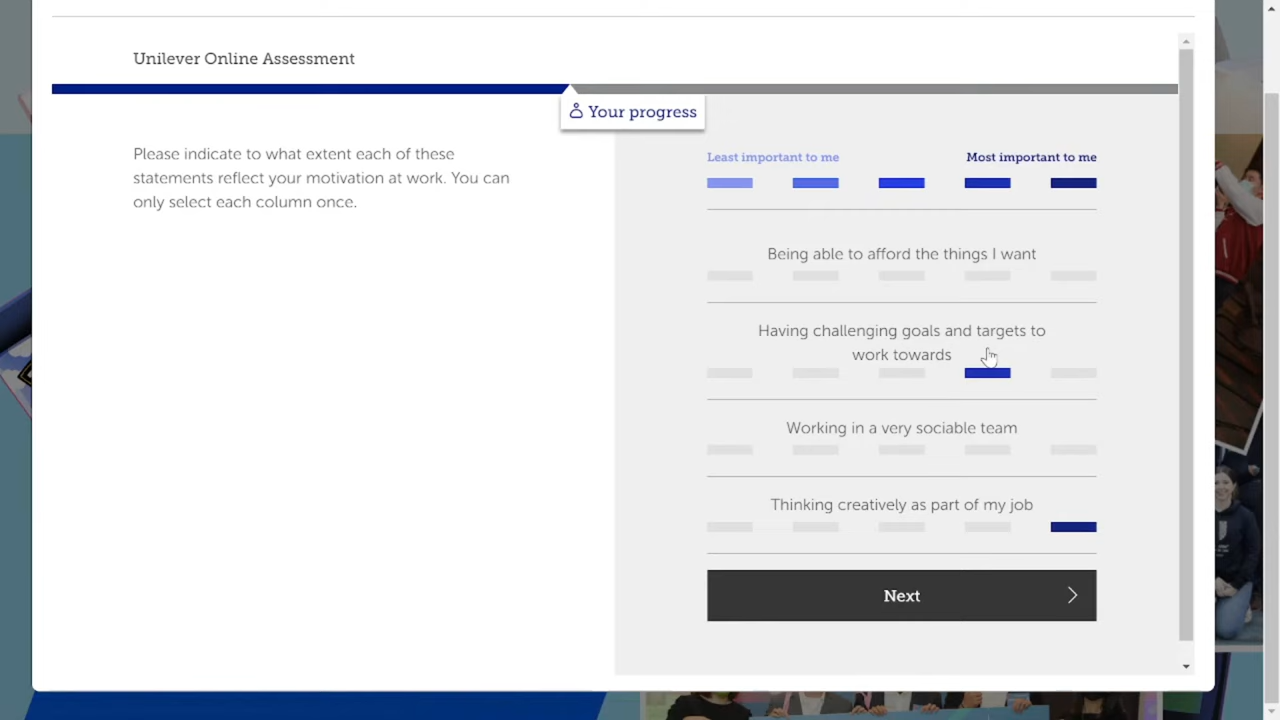 Unilever Online Assessment
Your progress
Please indicate to what extent each of these
statements reflect your motivation at work. You can
only select each column once.
Least important to me
Most important to me
Being able to afford the things I want
Having challenging goals and targets to
work towards
Working in a very sociable team
Thinking creatively as part of my job
Next